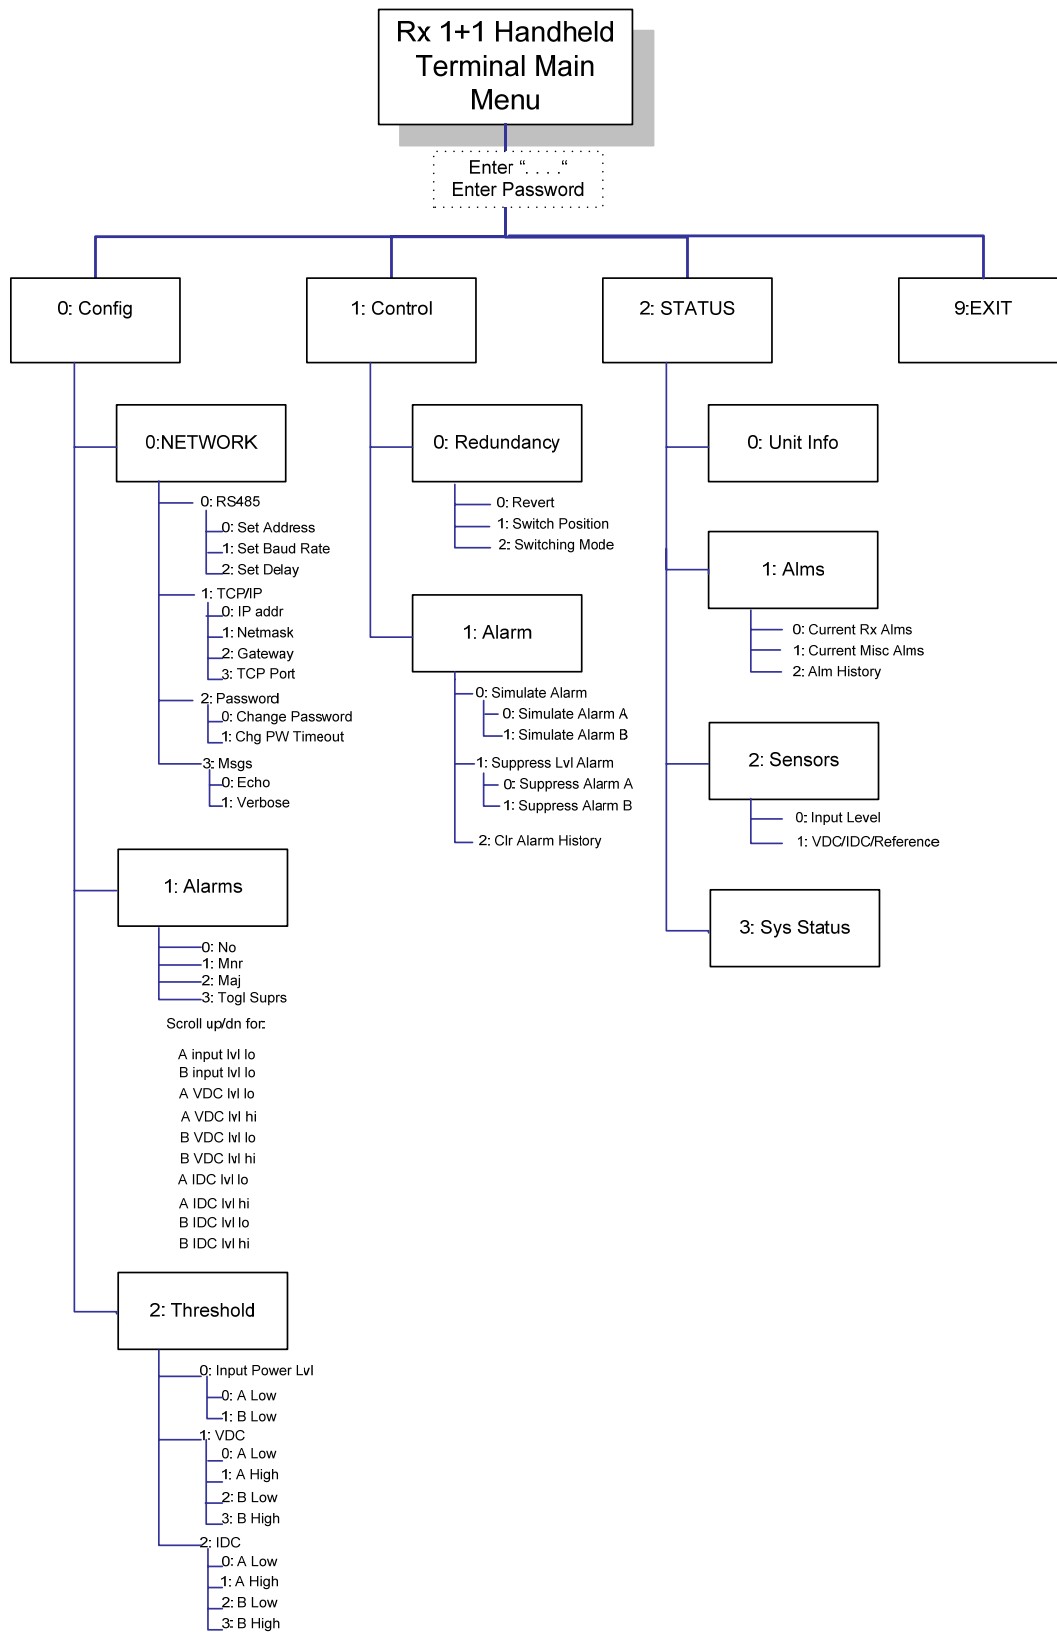 Rx 1+1 Handheld
Terminal Main
Menu
Enter “. . . .“
Enter Password
0: Config
1: Control
2: STATUS
9:EXIT
0:NETWORK
0: RS485
0: Set Address
1: Set Baud Rate
2: Set Delay
1: TCP/IP
0: IP addr
1: Netmask
2: Gateway
3: TCP Port
2: Password
0: Change Password
1: Chg PW Timeout
3: Msgs
0: Echo
1: Verbose
1: Alarms
0: No
1: Mnr
2: Maj
3: Togl Suprs
Scroll up/dn for:
A input lvl lo
B input lvl lo
A VDC lvl lo
A VDC lvl hi
B VDC lvl lo
B VDC lvl hi
A IDC lvl lo
A IDC lvl hi
B IDC lvl lo
B IDC lvl hi
2: Threshold
0: Input Power Lvl
0: A Low
1: B Low
1: VDC
0: A Low
1: A High
2: B Low
3: B High
2: IDC
0: A Low
1: A High
2: B Low
3: B High
0: Redundancy
0: Revert
1: Switch Position
2: Switching Mode
1: Alarm
0: Simulate Alarm
0: Simulate Alarm A
1: Simulate Alarm B
1: Suppress Lvl Alarm
0: Suppress Alarm A
1: Suppress Alarm B
2: Clr Alarm History
0: Unit Info
1: Alms
0: Current Rx Alms
1: Current Misc Alms
2: Alm History
2: Sensors
0: Input Level
1: VDC/IDC/Reference
3: Sys Status